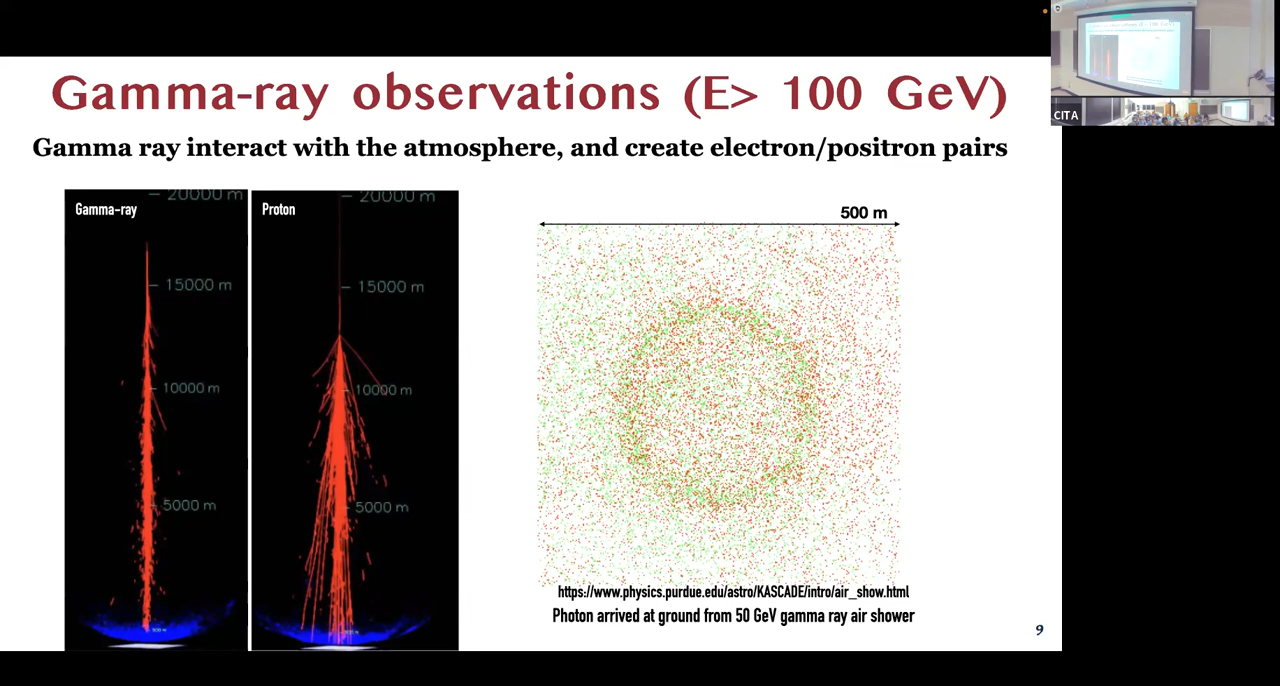 Gamma-ray observations (E> 100 GeV)
Gamma ray interact with the atmosphere, and create electron/positron pairs
Gamma-ray
20000 m
15000 m
10000 m
5000 m
Proton
20000 m
15000 m
10000 m
5000 m
500 m
https://www.physics.purdue.edu/astro/KASCADE/intro/air_show.html
Photon arrived at ground from 50 GeV gamma ray air shower
9
CITA